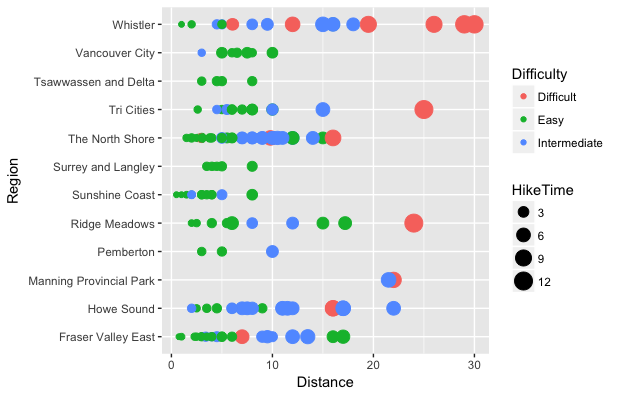 Region
Whistler
Vancouver City
Tsawwassen and Delta
Tri Cities
The North Shore
Surrey and Langley
Sunshine Coast
Ridge Meadows
Pemberton
Manning Provincial Park
Howe Sound
Fraser Valley East
0 10 20 30
Distance
Difficulty
Difficult
Easy
Intermediate
HikeTime
3
6
9
12